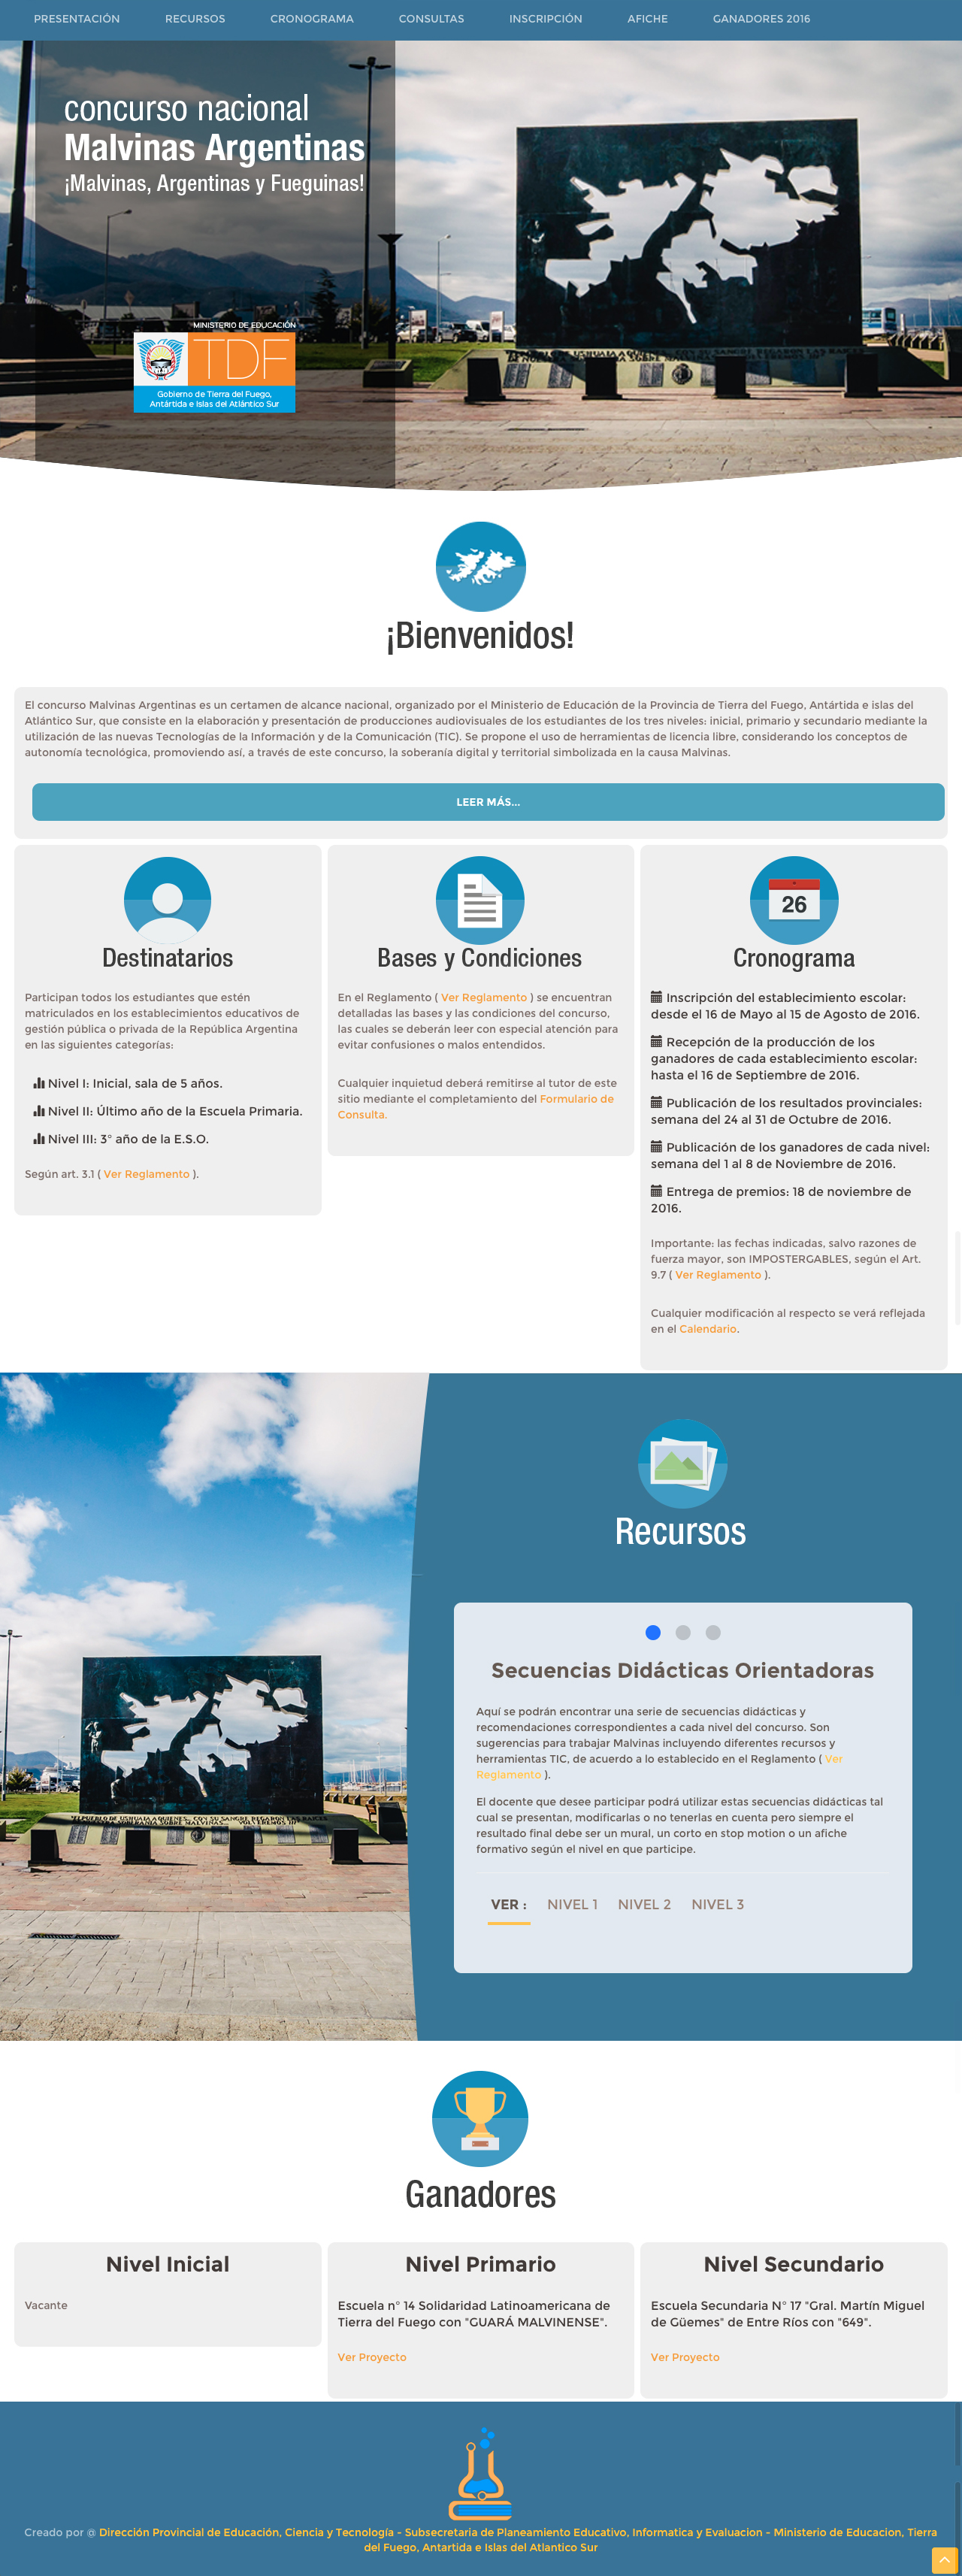 PRESENTACIÓN RECURSOS CRONOGRAMA CONSULTAS INSCRIPCIÓN AFICHE GANADORES 2016
concurso nacional
Malvinas Argentinas
¡Malvinas, Argentinas y Fueguinas!
MINISTERIO DE EDUCACIÓN
TDF
Gobierno de Tierra del Fuego,
Antártida e Islas del Atlántico Sur
¡Bienvenidos!
El concurso Malvinas Argentinas es un certamen de alcance nacional, organizado por el Ministerio de Educación de la Provincia de Tierra del Fuego, Antártida e islas del
Atlántico Sur, que consiste en la elaboración y presentación de producciones audiovisuales de los estudiantes de los tres niveles: inicial, primario y secundario mediante la
utilización de las nuevas Tecnologías de la Información y de la Comunicación (TIC). Se propone el uso de herramientas de licencia libre, considerando los conceptos de
autonomía tecnológica, promoviendo así, a través de este concurso, la soberanía digital y territorial simbolizada en la causa Malvinas.
LEER MÁS...
Destinatarios
Participan todos los estudiantes que estén
matriculados en los establecimientos educativos de
gestión pública o privada de la República Argentina
en las siguientes categorías:
Nivel I: Inicial, sala de 5 años.
Nivel II: Último año de la Escuela Primaria.
Nivel III: 3° año de la E.S.O.
Según art. 3.1 ( Ver Reglamento ).
Bases y Condiciones
En el Reglamento ( Ver Reglamento ) se encuentran
detalladas las bases y las condiciones del concurso,
las cuales se deberán leer con especial atención para
evitar confusiones o malos entendidos.
Cualquier inquietud deberá remitirse al tutor de este
sitio mediante el completamiento del Formulario de
Consulta.
26
Cronograma
Inscripción del establecimiento escolar:
desde el 16 de Mayo al 15 de Agosto de 2016.
Recepción de la producción de los
ganadores de cada establecimiento escolar:
hasta el 16 de Septiembre de 2016.
Publicación de los resultados provinciales:
semana del 24 al 31 de Octubre de 2016.
Publicación de los ganadores de cada nivel:
semana del 1 al 8 de Noviembre de 2016.
Entrega de premios: 18 de noviembre de
2016.
Importante: las fechas indicadas, salvo razones de
fuerza mayor, son IMPOSTERGABLES, según el Art.
9.7 ( Ver Reglamento ).
Cualquier modificación al respecto se verá reflejada
en el Calendario.
Recursos
Secuencias Didácticas Orientadoras
Aquí se podrán encontrar una serie de secuencias didácticas y
recomendaciones correspondientes a cada nivel del concurso. Son
sugerencias para trabajar Malvinas incluyendo diferentes recursos y
herramientas TIC, de acuerdo a lo establecido en el Reglamento ( Ver
Reglamento ).
El docente que desee participar podrá utilizar estas secuencias didácticas tal
cual se presentan, modificarlas o no tenerlas en cuenta pero siempre el
resultado final debe ser un mural, un corto en stop motion o un afiche
formativo según el nivel en que participe.
VER : NIVEL 1 NIVEL 2 NIVEL 3
EL PUEBLO DE USHUAIA A QUIENES CON SU SANGRE REGARON LAS RAICES
SOBERANIA SOBRE MALVINAS... VOLVEREMOS !!!
Ganadores
Nivel Inicial
Vacante
Nivel Primario
Escuela n° 14 Solidaridad Latinoamericana de
Tierra del Fuego con "GUARÁ MALVINENSE".
Ver Proyecto
Nivel Secundario
Escuela Secundaria N° 17 "Gral. Martín Miguel
de Güemes" de Entre Ríos con "649".
Ver Proyecto
Creado por @ Dirección Provincial de Educación, Ciencia y Tecnología - Subsecretaria de Planeamiento Educativo, Informatica y Evaluacion - Ministerio de Educacion, Tierra
del Fuego, Antartida e Islas del Atlantico Sur